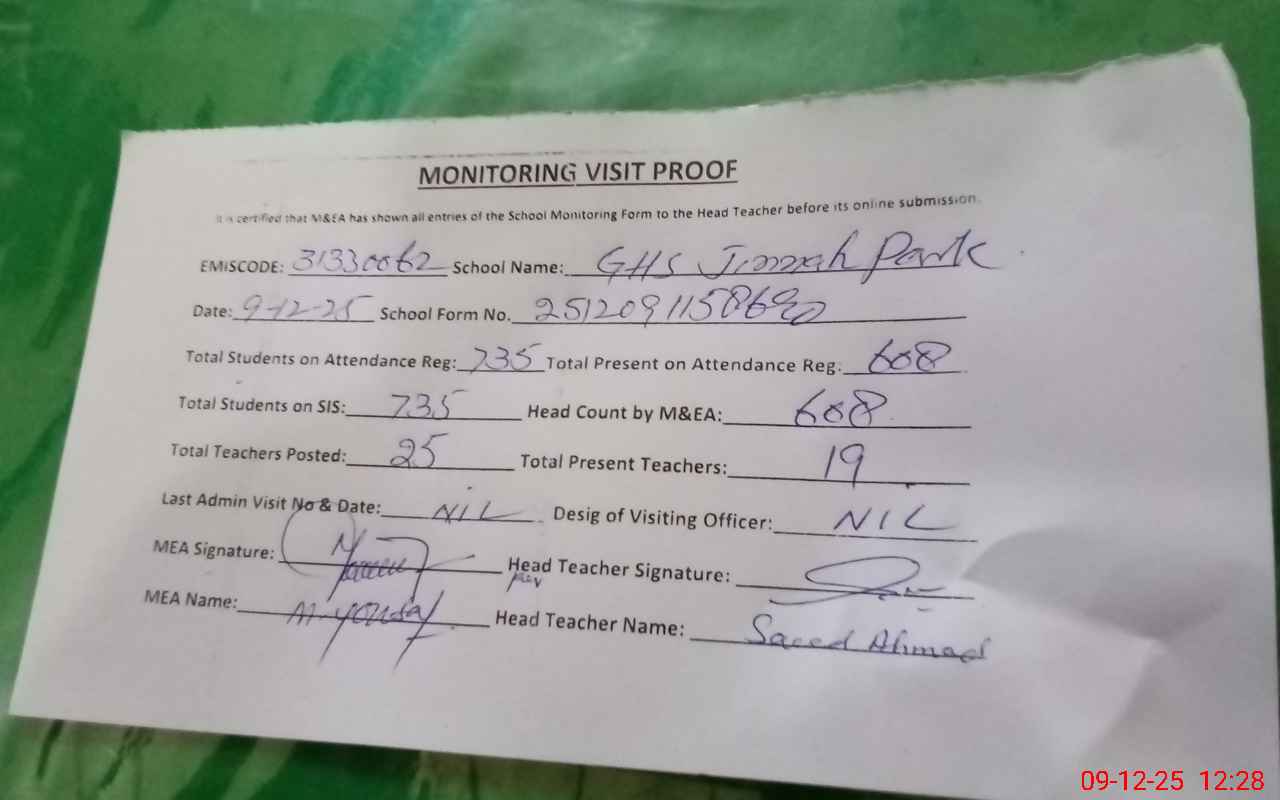 MONITORING VISIT PROOF
It is certified that M&EA has shown all entries of the School Monitoring Form to the Head Teacher before its online submission.
EMISCODE: 31330062 School Name: GHS Jinnah Park
Date: 9-12-25 School Form No. 2512091158690
Total Students on Attendance Reg: 735 Total Present on Attendance Reg: 608
Total Students on SIS: 735 Head Count by M&EA: 608
Total Teachers Posted: 25 Total Present Teachers: 19
Last Admin Visit No & Date: NIL Desig of Visiting Officer: NIL
MEA Signature: Head Teacher Signature:
MEA Name: M. Yousaf Head Teacher Name: Saeed Ahmad
09-12-25 12:28